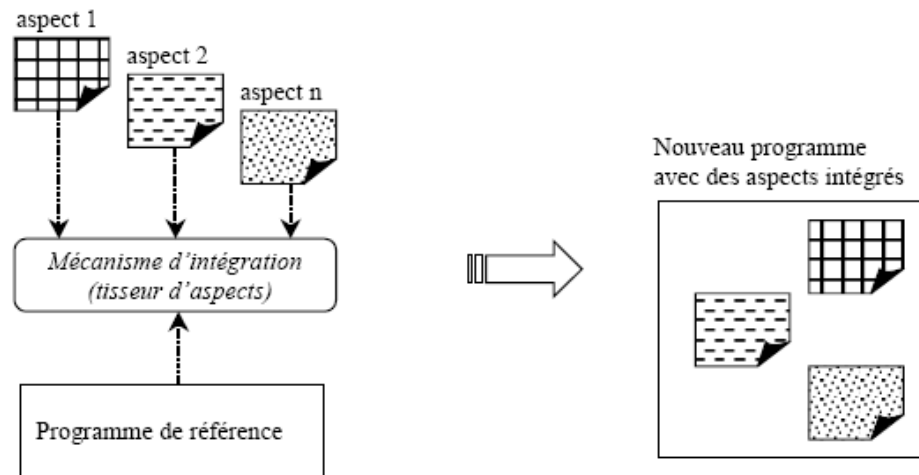 aspect 1
aspect 2
aspect n
Mécanisme d'intégration
(tisseur d'aspects)
Programme de référence
Nouveau programme
avec des aspects intégrés